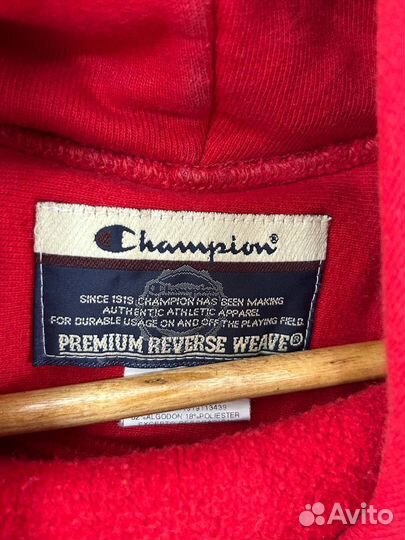 Champion®
SINCE 1919 CHAMPION HAS BEEN MAKING
AUTHENTIC ATHLETIC APPAREL
FOR DURABLE USAGE ON AND OFF THE PLAYING FIELD.
PREMIUM REVERSE WEAVE®
82%ALGODON 18%POLIESTER
Avito